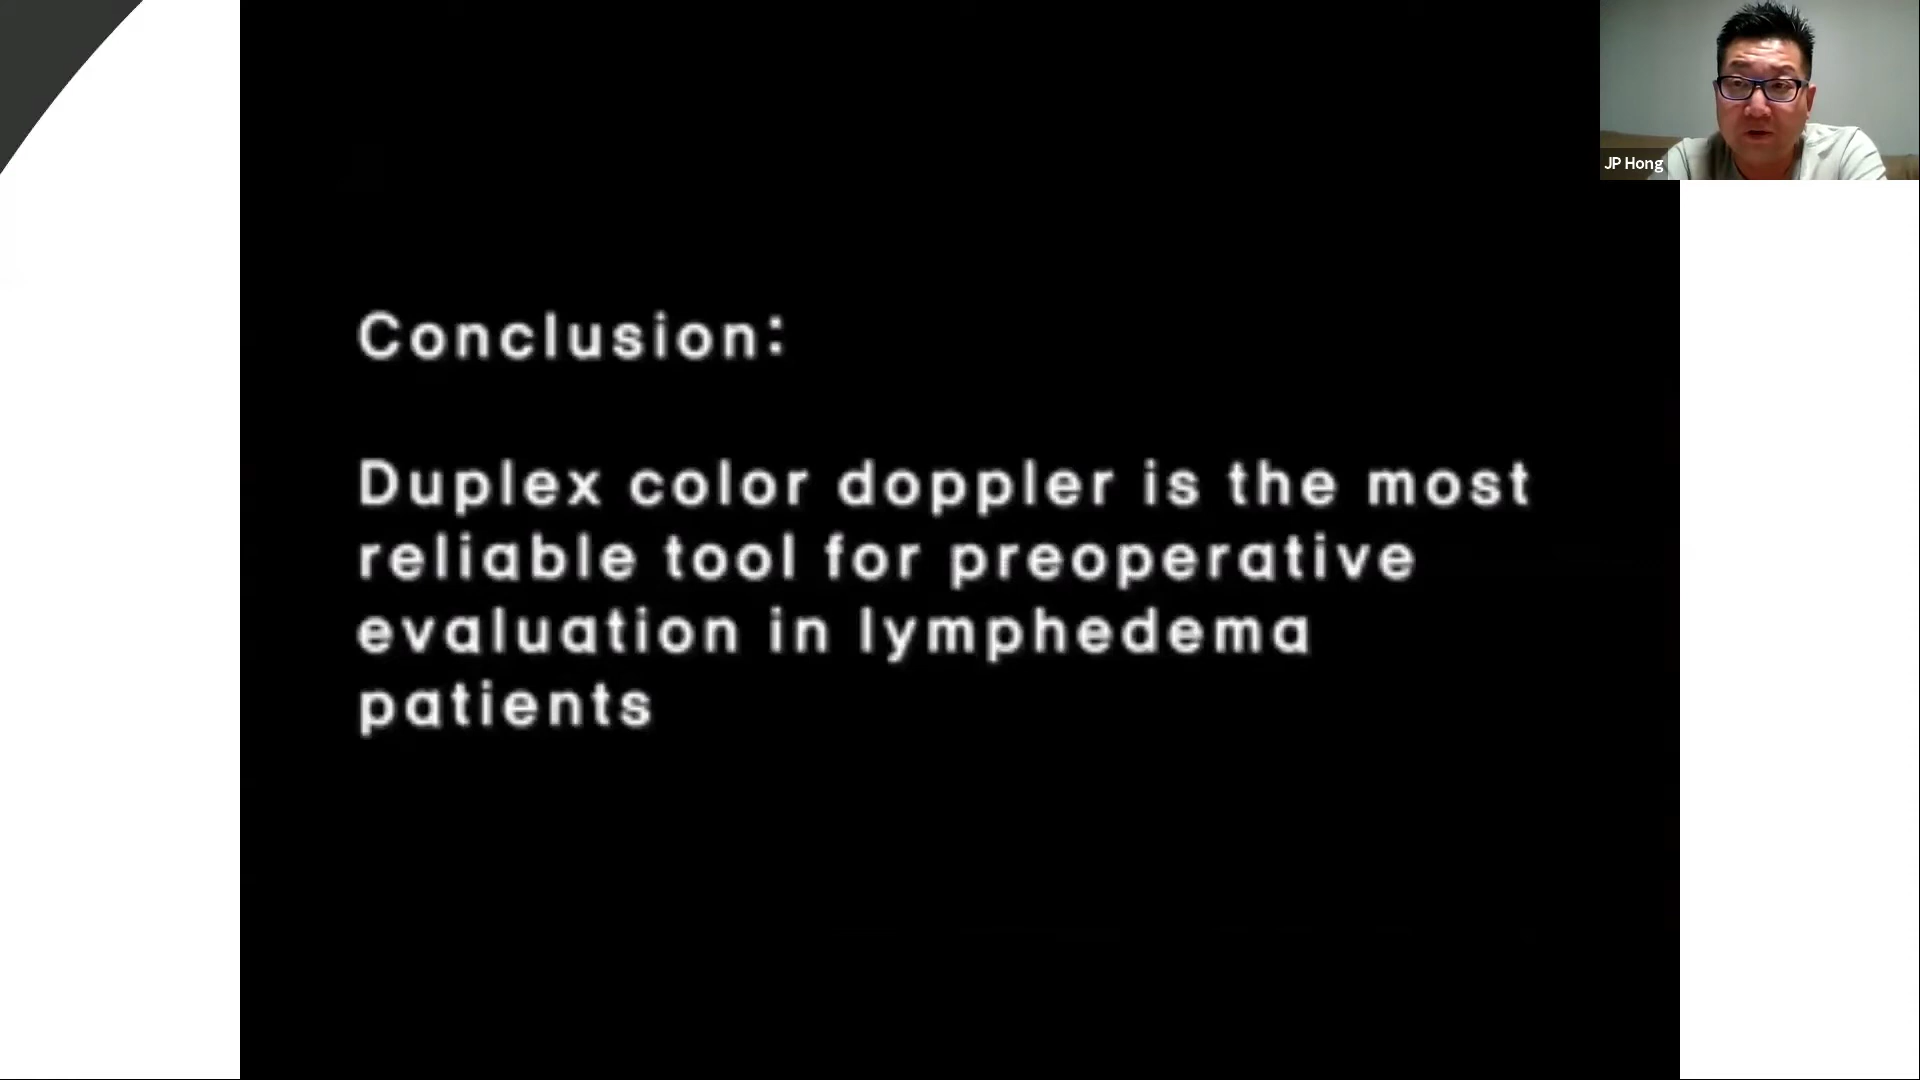 Conclusion:
Duplex color doppler is the most
reliable tool for preoperative
evaluation in lymphedema
patients
JP Hong